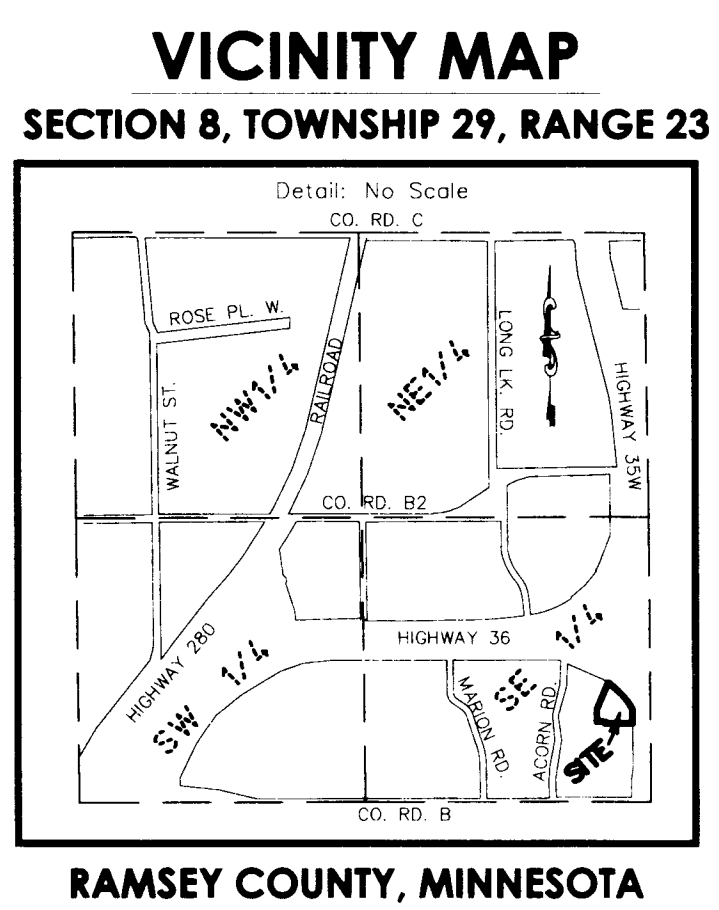 VICINITY MAP
SECTION 8, TOWNSHIP 29, RANGE 23
Detail: No Scale
CO. RD. C
ROSE PL. W.
WALNUT ST.
NW1/4
RAILROAD
NE1/4
LONG LK. RD.
HIGHWAY 35W
CO. RD. B2
HIGHWAY 280
SW 1/4
HIGHWAY 36
SE 1/4
MARION RD.
ACORN RD.
SITE
CO. RD. B
RAMSEY COUNTY, MINNESOTA